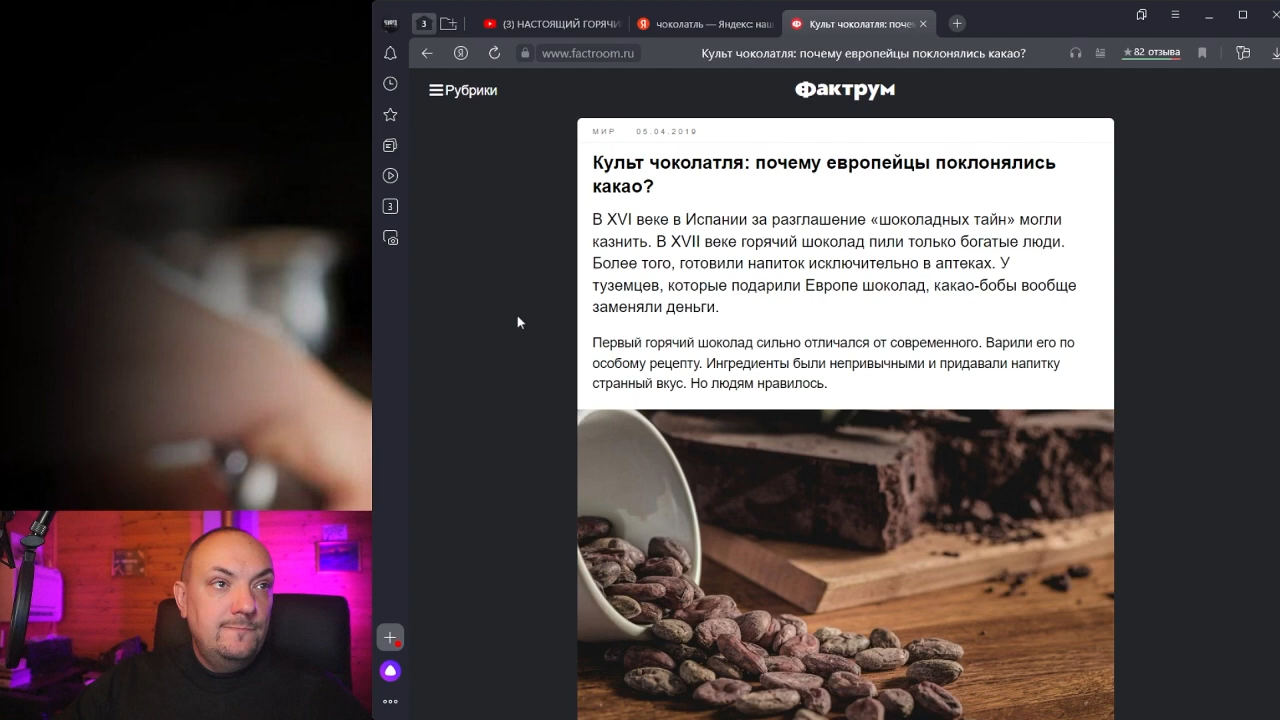 3
(3) НАСТОЯЩИЙ ГОРЯЧИ
Я
чоколатль — Яндекс: наш
Культ чоколатля: поче
Я
www.factroom.ru
Культ чоколатля: почему европейцы поклонялись какао?
★ 82 отзыва
Рубрики
Фактрум
3
МИР 05.04.2019
Культ чоколатля: почему европейцы поклонялись
какао?
В XVI веке в Испании за разглашение «шоколадных тайн» могли
казнить. В XVII веке горячий шоколад пили только богатые люди.
Более того, готовили напиток исключительно в аптеках. У
туземцев, которые подарили Европе шоколад, какао-бобы вообще
заменяли деньги.
Первый горячий шоколад сильно отличался от современного. Варили его по
особому рецепту. Ингредиенты были непривычными и придавали напитку
странный вкус. Но людям нравилось.